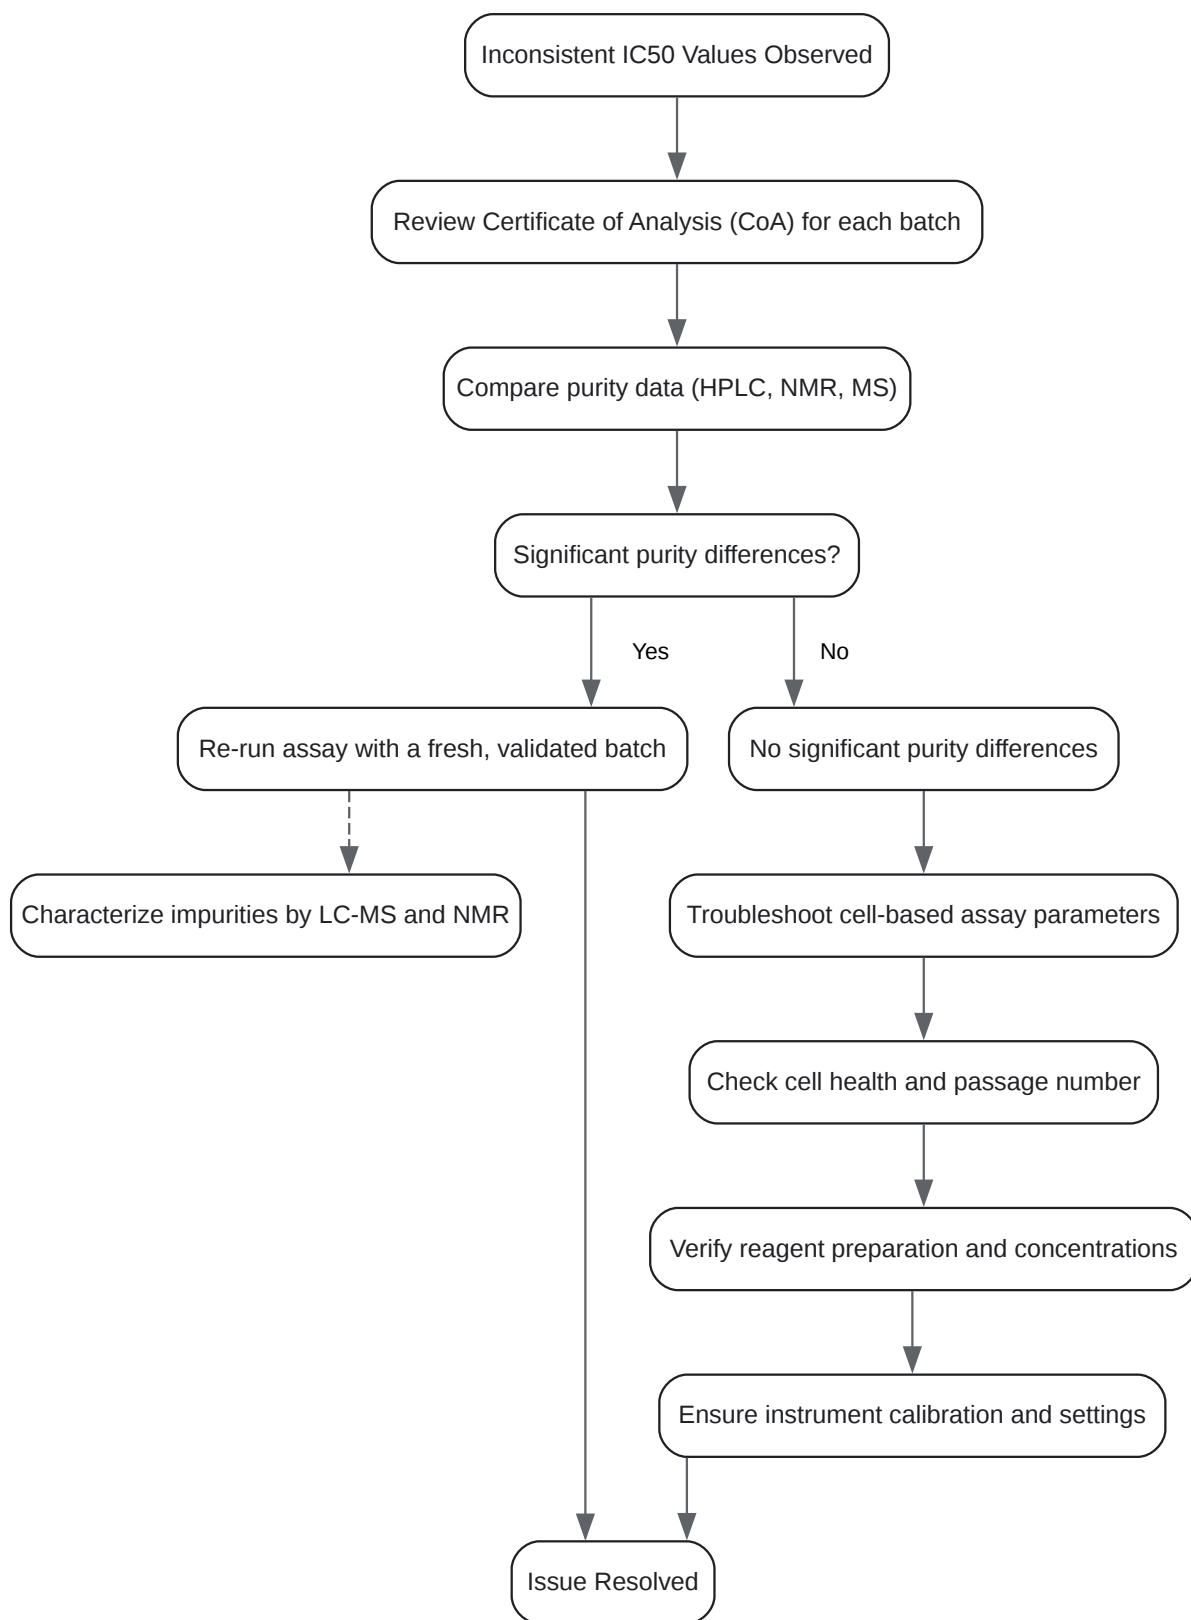 Inconsistent IC50 Values Observed
Review Certificate of Analysis (CoA) for each batch
Compare purity data (HPLC, NMR, MS)
Significant purity differences?
Yes
No
Re-run assay with a fresh, validated batch
No significant purity differences
Characterize impurities by LC-MS and NMR
Troubleshoot cell-based assay parameters
Check cell health and passage number
Verify reagent preparation and concentrations
Ensure instrument calibration and settings
Issue Resolved